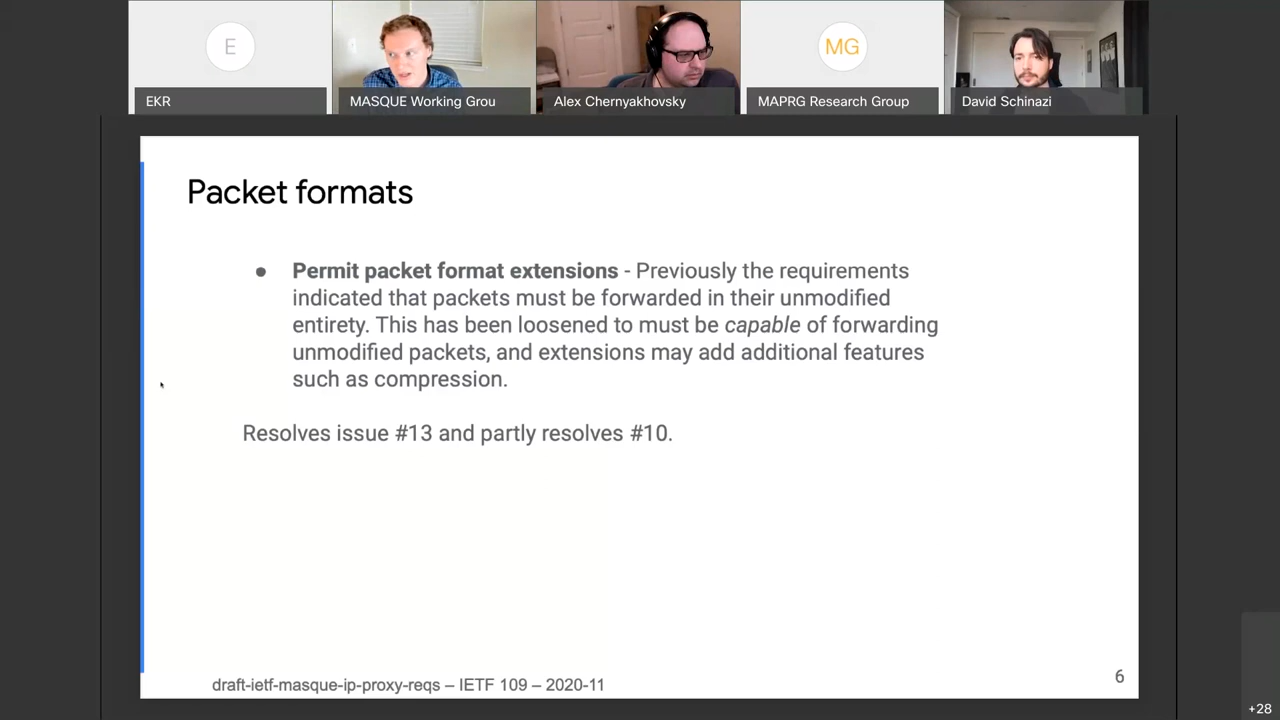 E
MG
EKR
MASQUE Working Grou
Alex Chernyakhovsky
MAPRG Research Group
David Schinazi
Packet formats
● Permit packet format extensions - Previously the requirements
indicated that packets must be forwarded in their unmodified
entirety. This has been loosened to must be capable of forwarding
unmodified packets, and extensions may add additional features
such as compression.
Resolves issue #13 and partly resolves #10.
draft-ietf-masque-ip-proxy-reqs – IETF 109 – 2020-11
6
+28